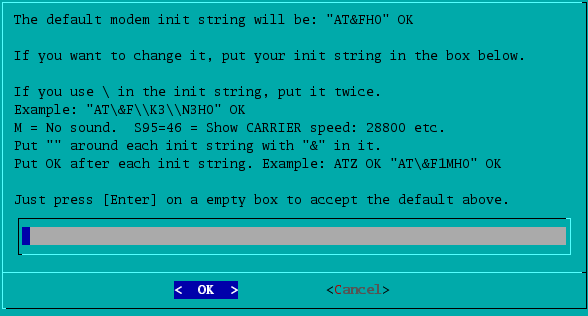 The default modem init string will be: "AT&FH0" OK
If you want to change it, put your init string in the box below.
If you use \ in the init string, put it twice.
Example: "AT\&F\\K3\\N3H0" OK
M = No sound.  S95=46 = Show CARRIER speed: 28800 etc.
Put "" around each init string with "&" in it.
Put OK after each init string. Example: ATZ OK "AT\&F1MH0" OK
Just press [Enter] on a empty box to accept the default above.
<  OK  > <Cancel>